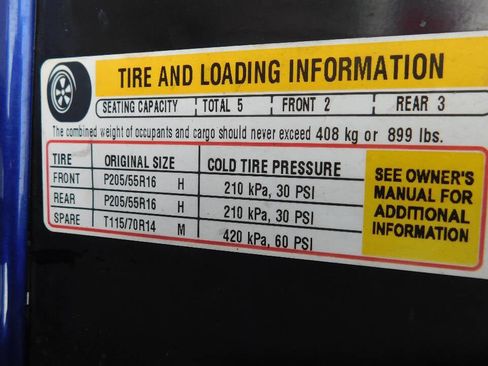 TIRE AND LOADING INFORMATION
SEATING CAPACITY TOTAL 5 FRONT 2 REAR 3
The combined weight of occupants and cargo should never exceed 408 kg or 899 lbs.
TIRE ORIGINAL SIZE COLD TIRE PRESSURE
FRONT P205/55R16 H 210 kPa, 30 PSI
REAR P205/55R16 H 210 kPa, 30 PSI
SPARE T115/70R14 M 420 kPa, 60 PSI
SEE OWNER'S
MANUAL FOR
ADDITIONAL
INFORMATION